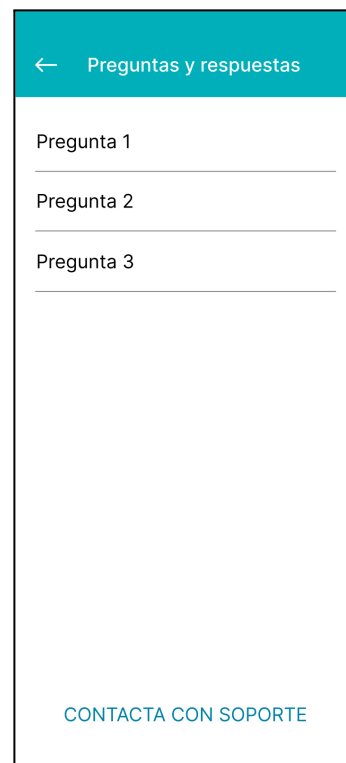 Preguntas y respuestas
Pregunta 1
Pregunta 2
Pregunta 3
CONTACTA CON SOPORTE